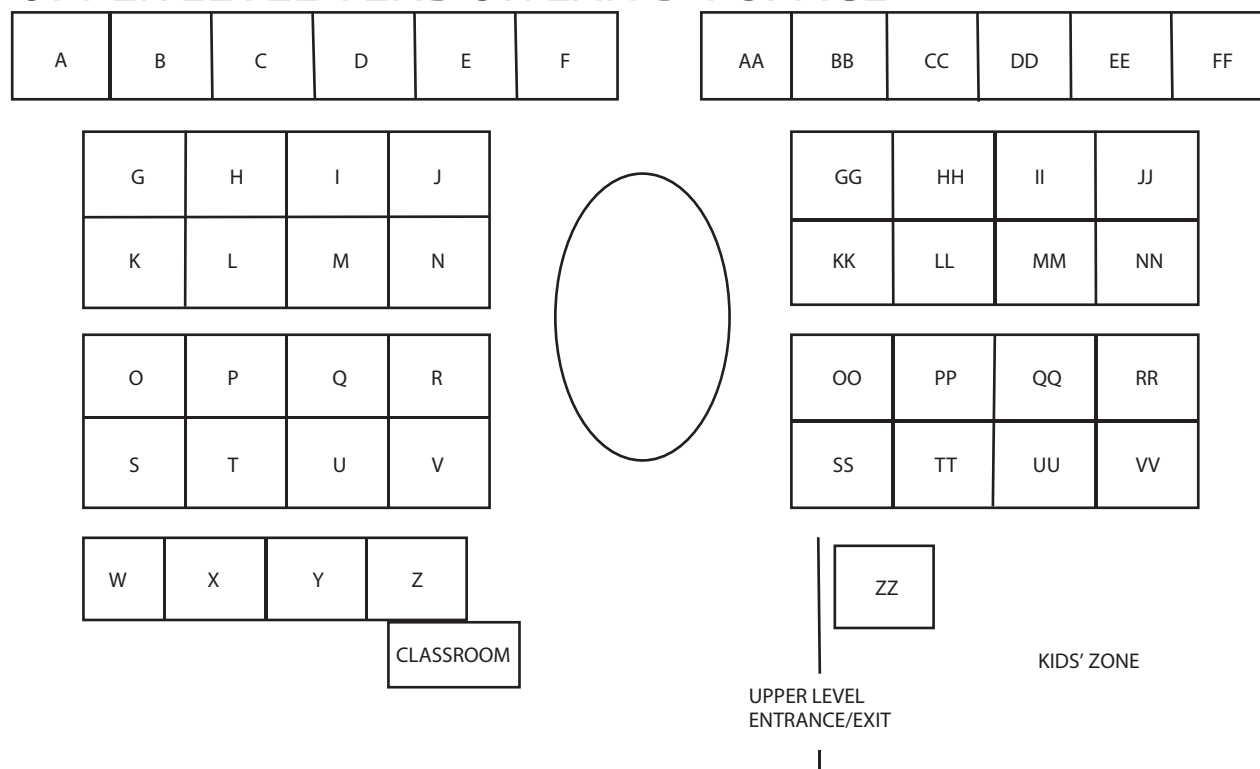 A B C D E F AA BB CC DD EE FF
G H I J GG HH II JJ
K L M N KK LL MM NN
O P Q R OO PP QQ RR
S T U V SS TT UU VV
W X Y Z ZZ
CLASSROOM
KIDS' ZONE
UPPER LEVEL
ENTRANCE/EXIT